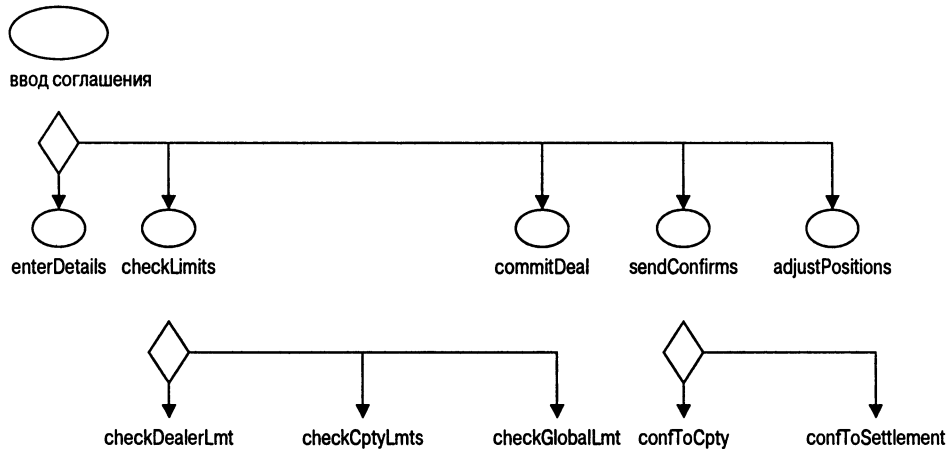 ввод соглашения
enterDetails checkLimits commitDeal sendConfirms adjustPositions
checkDealerLmt checkCptyLmts checkGlobalLmt confToCpty confToSettlement